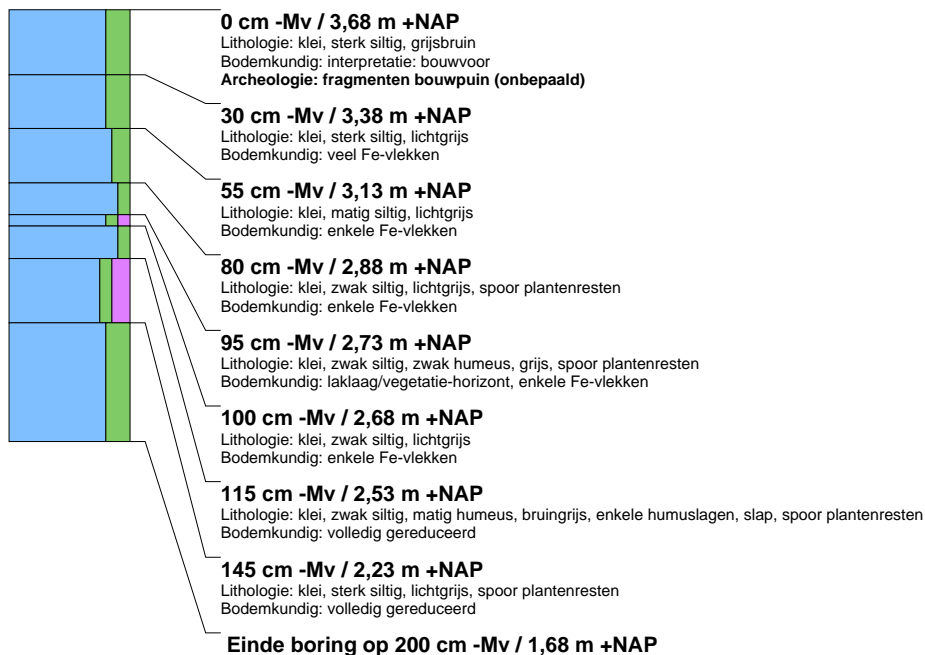 0 cm -Mv / 3,68 m +NAP
Lithologie: klei, sterk siltig, grijsbruin
Bodemkundig: interpretatie: bouwvoor
Archeologie: fragmenten bouwpuin (onbepaald)
30 cm -Mv / 3,38 m +NAP
Lithologie: klei, sterk siltig, lichtgrijs
Bodemkundig: veel Fe-vlekken
55 cm -Mv / 3,13 m +NAP
Lithologie: klei, matig siltig, lichtgrijs
Bodemkundig: enkele Fe-vlekken
80 cm -Mv / 2,88 m +NAP
Lithologie: klei, zwak siltig, lichtgrijs, spoor plantenresten
Bodemkundig: enkele Fe-vlekken
95 cm -Mv / 2,73 m +NAP
Lithologie: klei, zwak siltig, zwak humeus, grijs, spoor plantenresten
Bodemkundig: laklaag/vegetatie-horizont, enkele Fe-vlekken
100 cm -Mv / 2,68 m +NAP
Lithologie: klei, zwak siltig, lichtgrijs
Bodemkundig: enkele Fe-vlekken
115 cm -Mv / 2,53 m +NAP
Lithologie: klei, zwak siltig, matig humeus, bruingrijs, enkele humuslagen, slap, spoor plantenresten
Bodemkundig: volledig gereduceerd
145 cm -Mv / 2,23 m +NAP
Lithologie: klei, sterk siltig, lichtgrijs, spoor plantenresten
Bodemkundig: volledig gereduceerd
Einde boring op 200 cm -Mv / 1,68 m +NAP